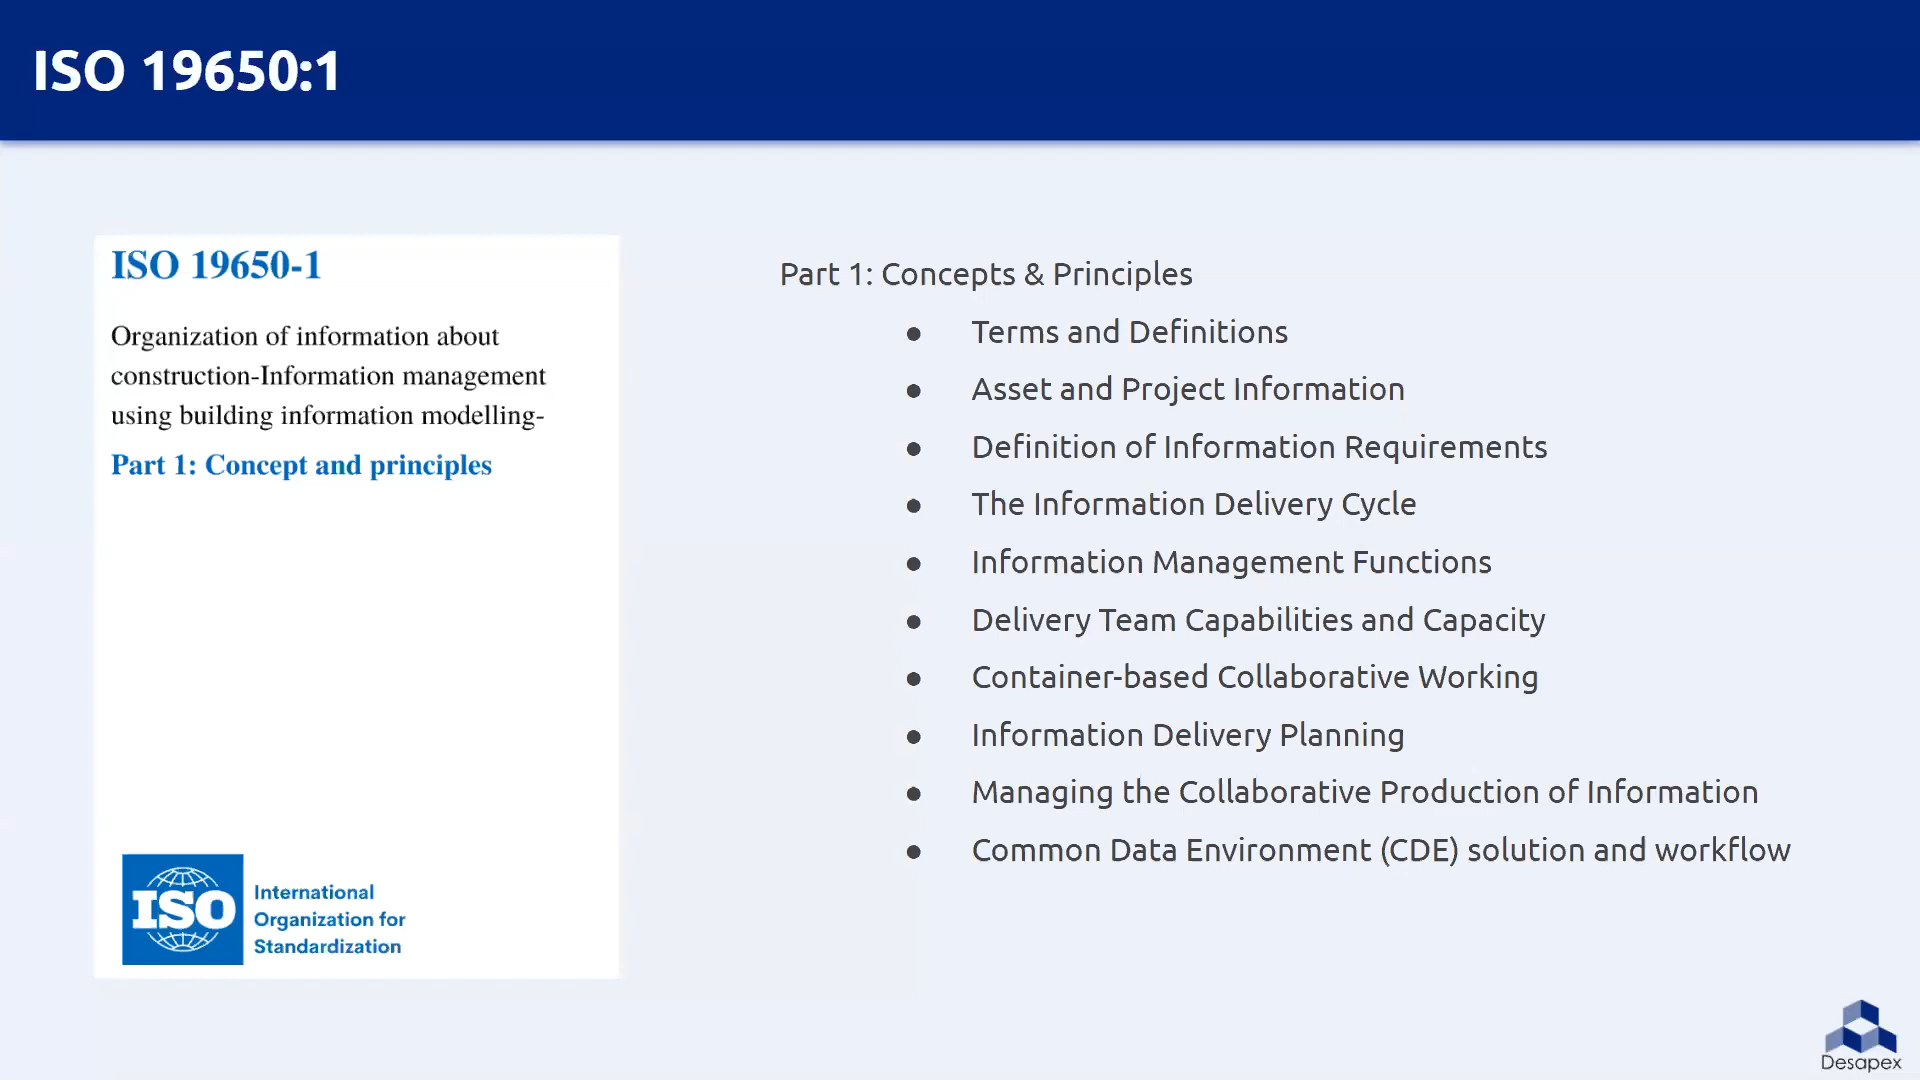 ISO 19650:1
ISO 19650-1
Organization of information about
construction-Information management
using building information modelling-
Part 1: Concept and principles
ISO
International
Organization for
Standardization
Part 1: Concepts & Principles
● Terms and Definitions
● Asset and Project Information
● Definition of Information Requirements
● The Information Delivery Cycle
● Information Management Functions
● Delivery Team Capabilities and Capacity
● Container-based Collaborative Working
● Information Delivery Planning
● Managing the Collaborative Production of Information
● Common Data Environment (CDE) solution and workflow
Desapex